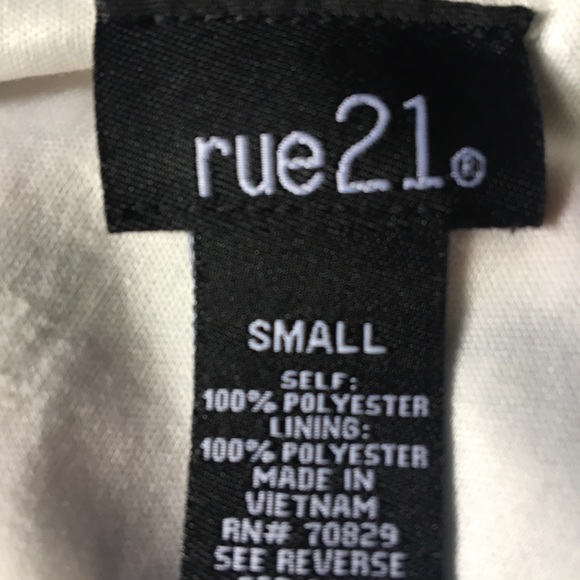 rue21®
SMALL
SELF:
100% POLYESTER
LINING:
100% POLYESTER
MADE IN
VIETNAM
RN# 70829
SEE REVERSE